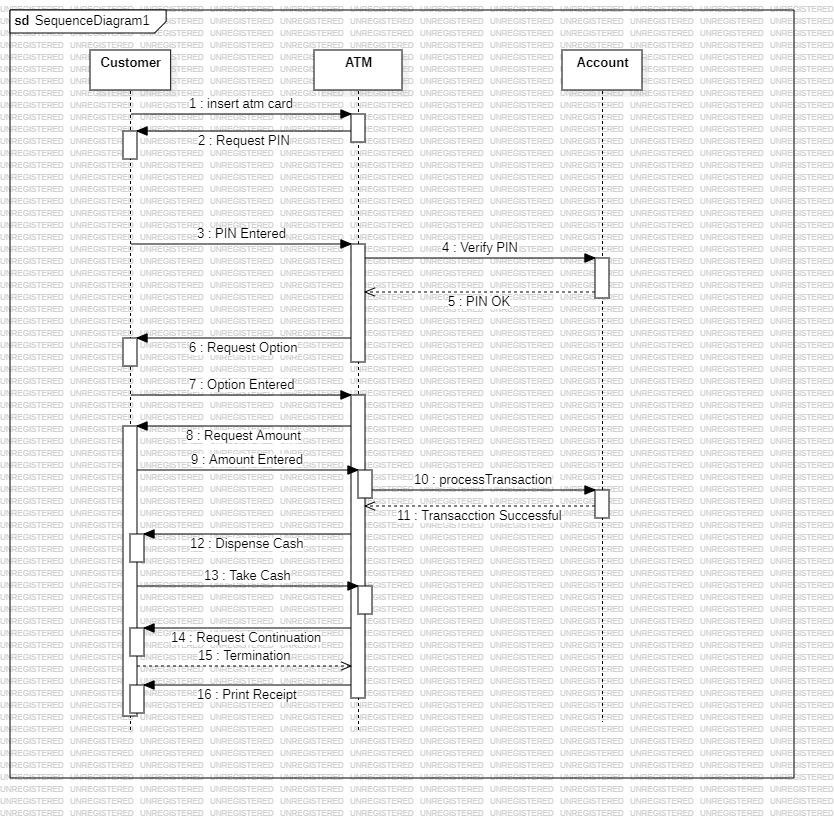 sd SequenceDiagram1
Customer ATM Account
1 : insert atm card
2 : Request PIN
3 : PIN Entered
4 : Verify PIN
5 : PIN OK
6 : Request Option
7 : Option Entered
8 : Request Amount
9 : Amount Entered
10 : processTransaction
11 : Transacction Successful
12 : Dispense Cash
13 : Take Cash
14 : Request Continuation
15 : Termination
16 : Print Receipt
UNREGISTERED